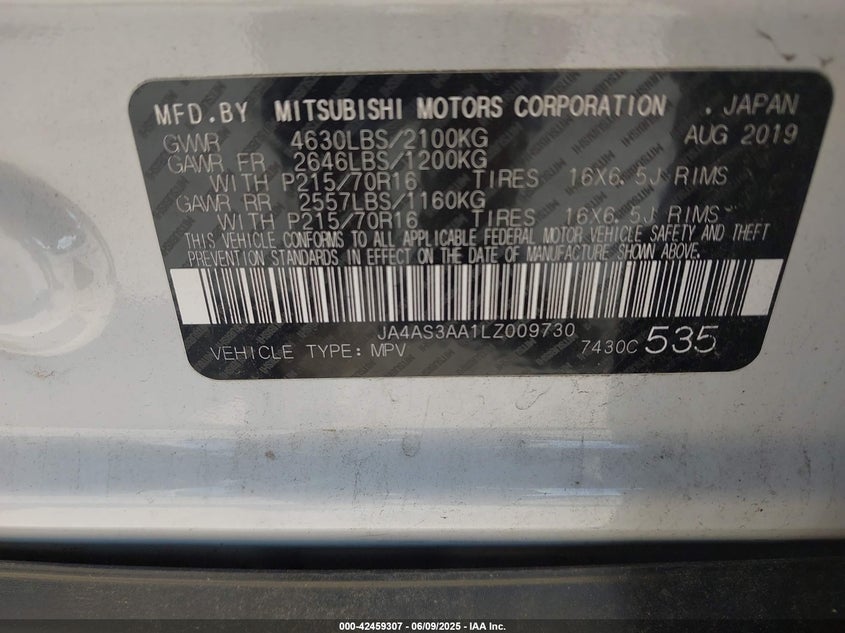 MFD.BY MITSUBISHI MOTORS CORPORATION . JAPAN
GVWR 4630LBS/2100KG AUG 2019
GAWR FR 2646LBS/1200KG
WITH P215/70R16 TIRES 16X6.5J RIMS
GAWR RR 2557LBS/1160KG
WITH P215/70R16 TIRES 16X6.5J RIMS
THIS VEHICLE CONFORMS TO ALL APPLICABLE FEDERAL MOTOR VEHICLE SAFETY AND THEFT
PREVENTION STANDARDS IN EFFECT ON THE DATE OF MANUFACTURE SHOWN ABOVE.
JA4AS3AA1LZ009730
VEHICLE TYPE: MPV 7430C 535
000-42459307 - 06/09/2025 - IAA Inc.